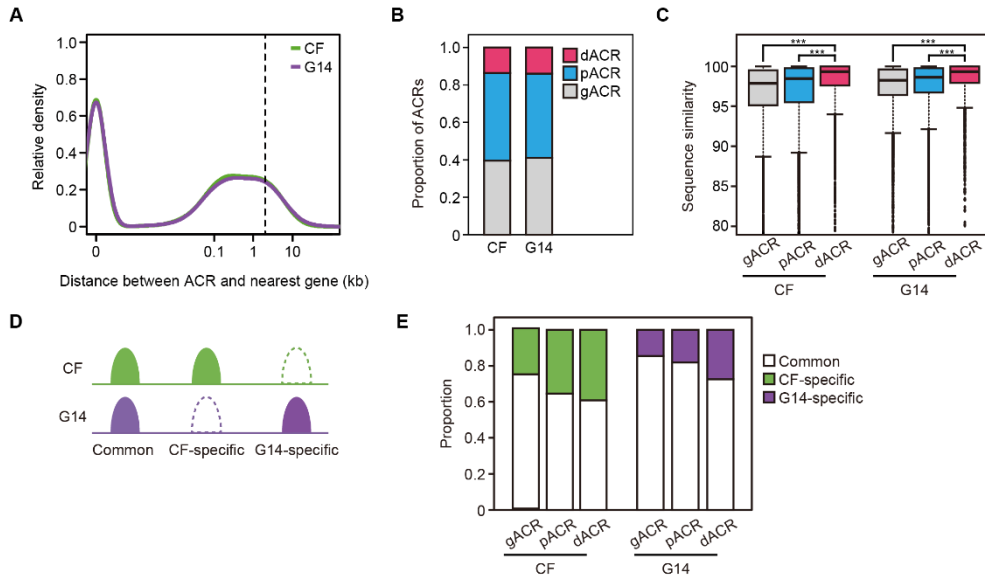 A
Relative density
1.0
0.8
0.6
0.4
0.2
0
CF
G14
0 0.1 1 10
Distance between ACR and nearest gene (kb)
B
Proportion of ACRs
1.0
0.8
0.6
0.4
0.2
0
dACR
pACR
gACR
CF G14
C
Sequence similarity
100
95
90
85
80
*** ***
*** ***
gACR pACR dACR gACR pACR dACR
CF G14
D
CF
G14
Common CF-specific G14-specific
E
Proportion
1.0
0.8
0.6
0.4
0.2
0
Common
CF-specific
G14-specific
gACR pACR dACR gACR pACR dACR
CF G14